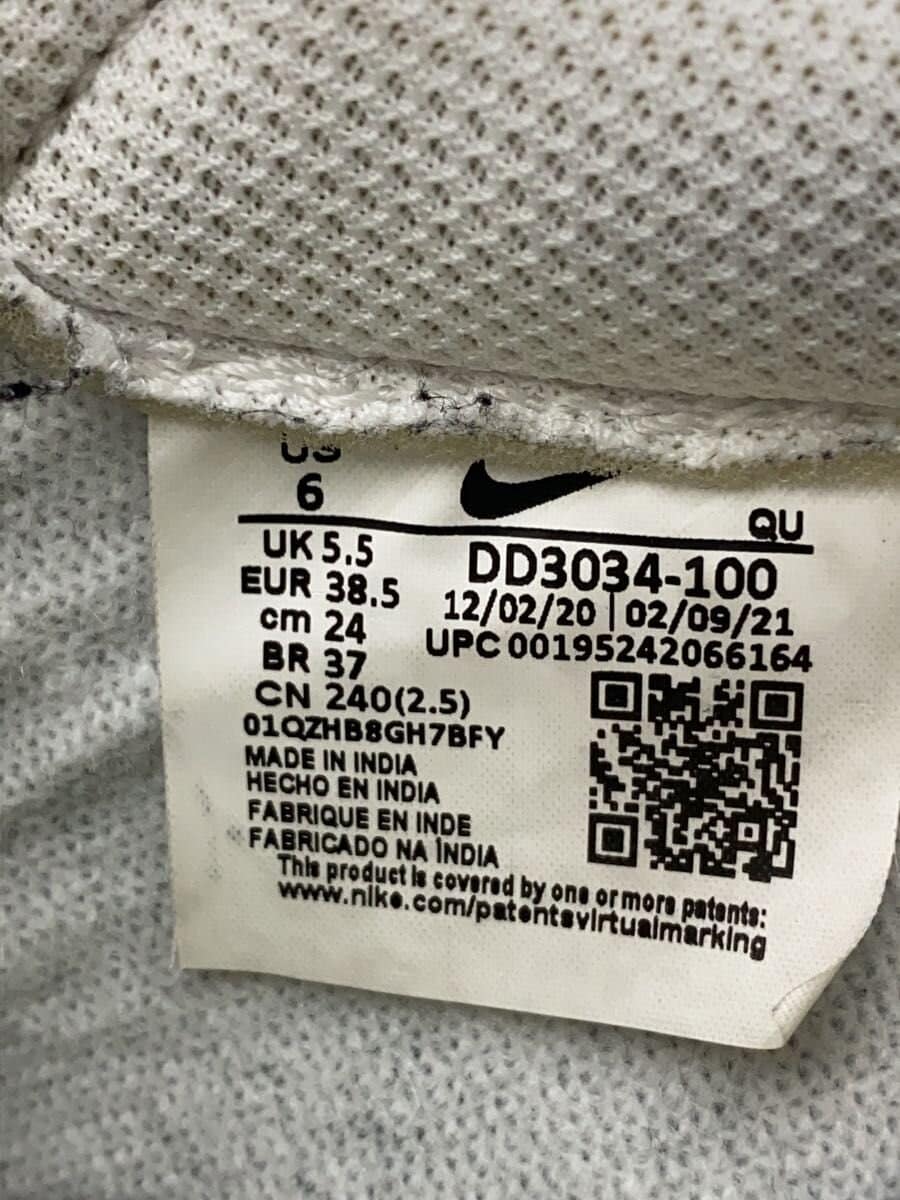 US
6
QU
UK 5.5
EUR 38.5
cm 24
BR 37
CN 240(2.5)
DD3034-100
12/02/20 | 02/09/21
UPC 00195242066164
01QZHB8GH7BFY
MADE IN INDIA
HECHO EN INDIA
FABRIQUE EN INDE
FABRICADO NA ÍNDIA
This product is covered by one or more patents:
www.nike.com/patentsvirtualmarking